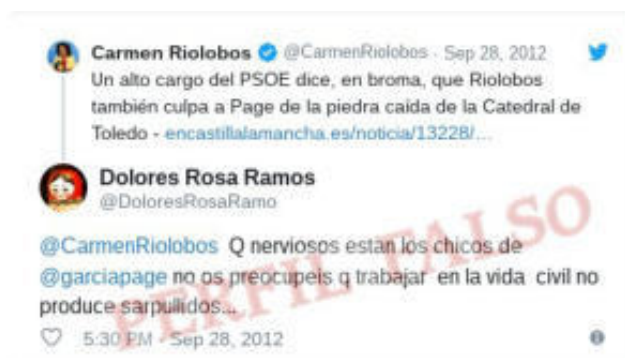 Carmen Riolobos @CarmenRiolobos · Sep 28, 2012
Un alto cargo del PSOE dice, en broma, que Riolobos
también culpa a Page de la piedra caída de la Catedral de
Toledo - encastillalamancha.es/noticia/13228/...
Dolores Rosa Ramos
@DoloresRosaRamo
@CarmenRiolobos Q nerviosos estan los chicos de
@garciapage no os preocupeis q trabajar en la vida civil no
produce sarpullidos...
5:30 PM - Sep 28, 2012
PERFIL FALSO